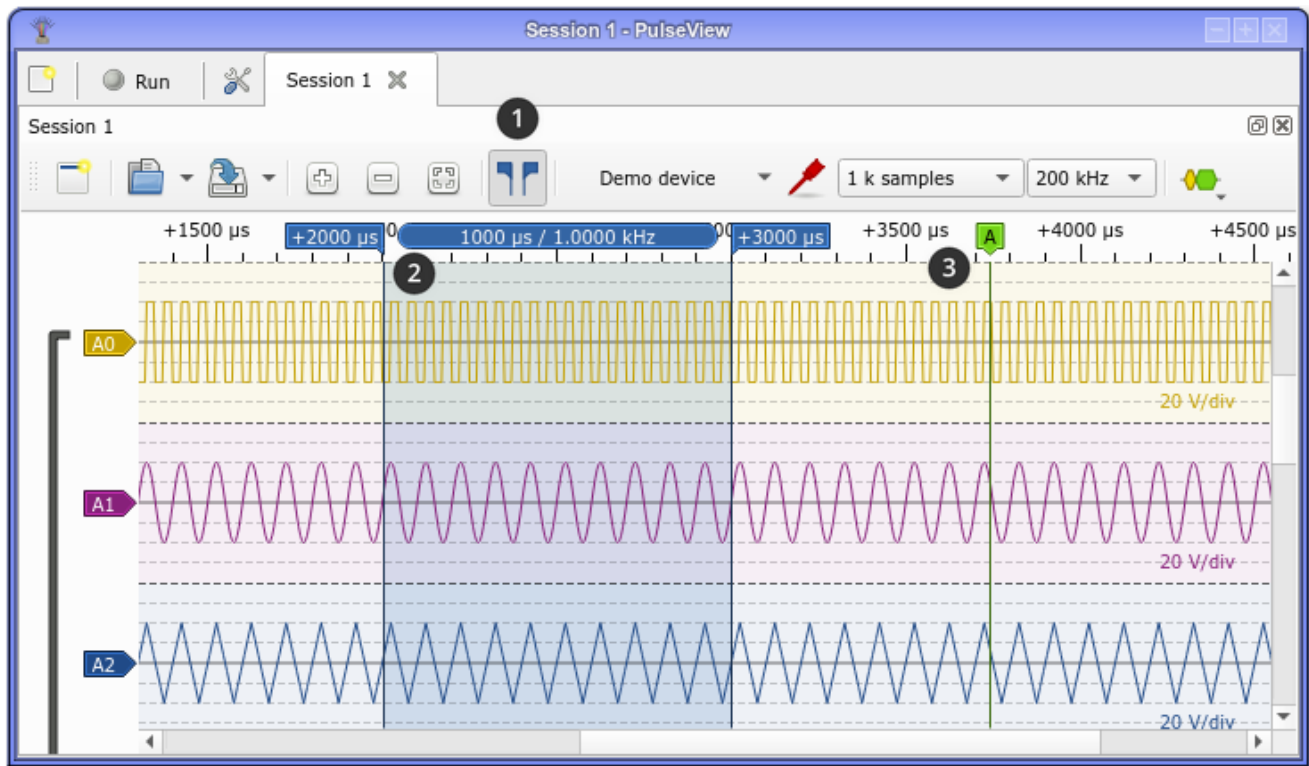 Session 1 - PulseView
Run
Session 1
1
Session 1
Demo device
1 k samples
200 kHz
+1500 µs
+2000 µs
1000 µs / 1.0000 kHz
+3000 µs
+3500 µs
A
+4000 µs
+4500 µs
2
3
A0
20 V/div
A1
20 V/div
A2
20 V/div